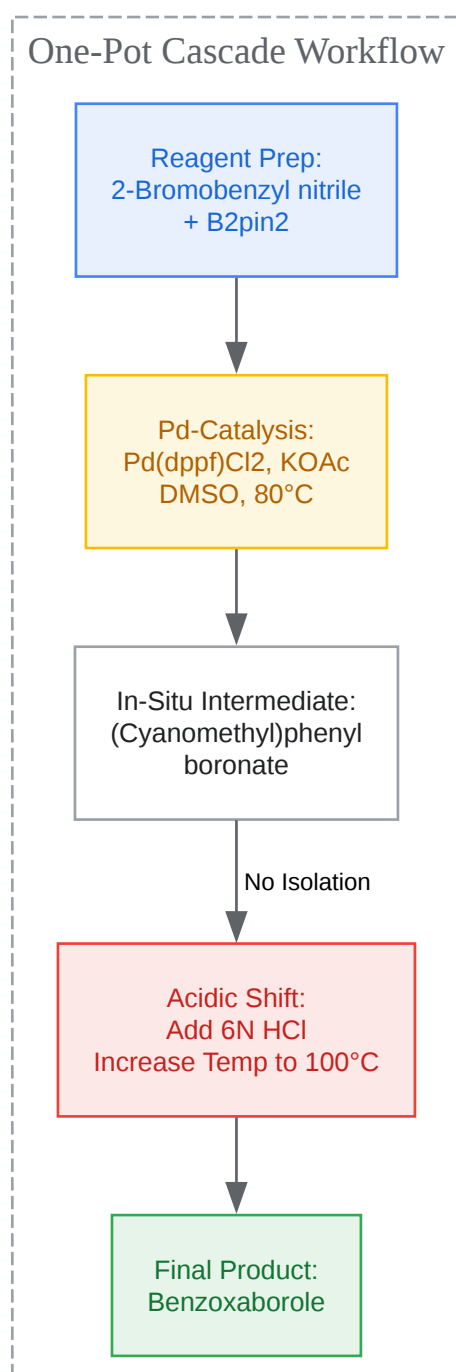 One-Pot Cascade Workflow
Reagent Prep:
2-Bromobenzyl nitrile
+ B2pin2
Pd-Catalysis:
Pd(dppf)Cl2, KOAc
DMSO, 80°C
In-Situ Intermediate:
(Cyanomethyl)phenyl
boronate
No Isolation
Acidic Shift:
Add 6N HCl
Increase Temp to 100°C
Final Product:
Benzoxaborole